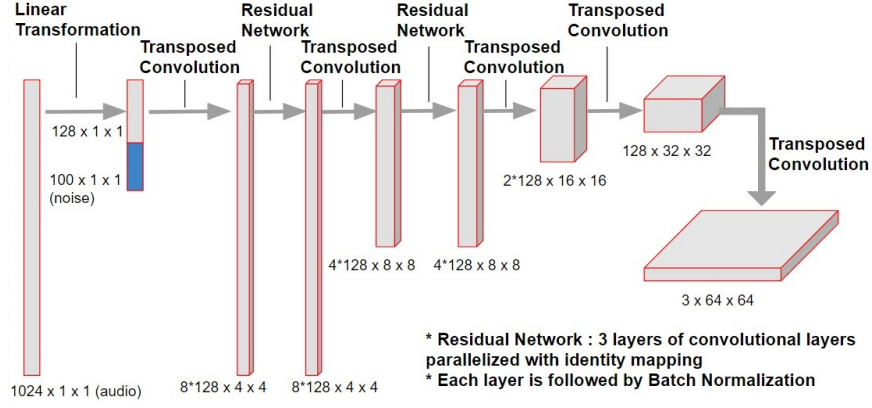 Linear
Transformation
Transposed
Convolution
Residual
Network
Transposed
Convolution
Residual
Network
Transposed
Convolution
Transposed
Convolution
Transposed
Convolution
128 x 1 x 1
100 x 1 x 1
(noise)
1024 x 1 x 1 (audio)
8*128 x 4 x 4
8*128 x 4 x 4
4*128 x 8 x 8
4*128 x 8 x 8
2*128 x 16 x 16
128 x 32 x 32
3 x 64 x 64
* Residual Network : 3 layers of convolutional layers
parallelized with identity mapping
* Each layer is followed by Batch Normalization